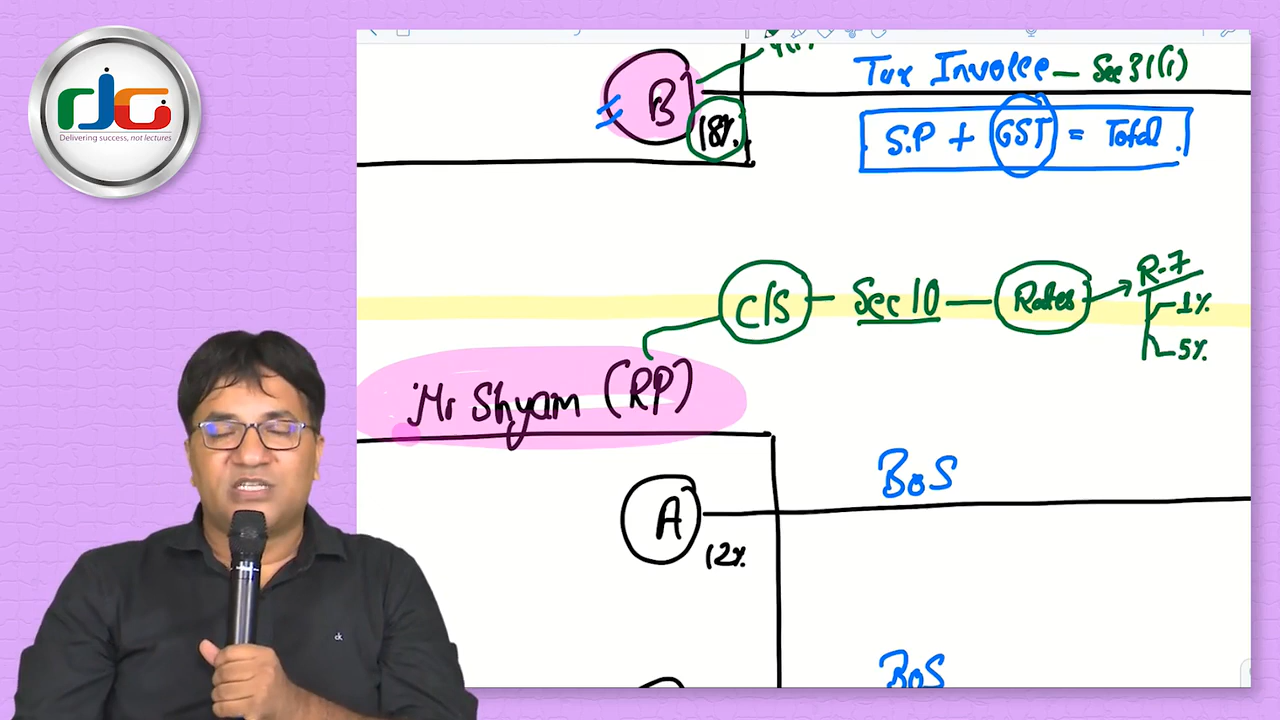 Delivering success, not lectures
Tax Invoice - Sec 31(1)
B
18%
S.P + GST = Total
C/S - Sec 10 - Rates
R-7
1%
5%
Mr Shyam (RP)
BoS
A
12%
BoS